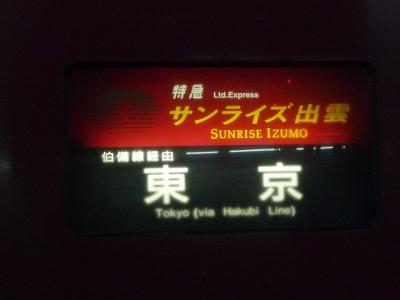 特急 Ltd.Express
サンライズ出雲
SUNRISE IZUMO
伯備線経由
東京
Tokyo (via Hakubi Line)